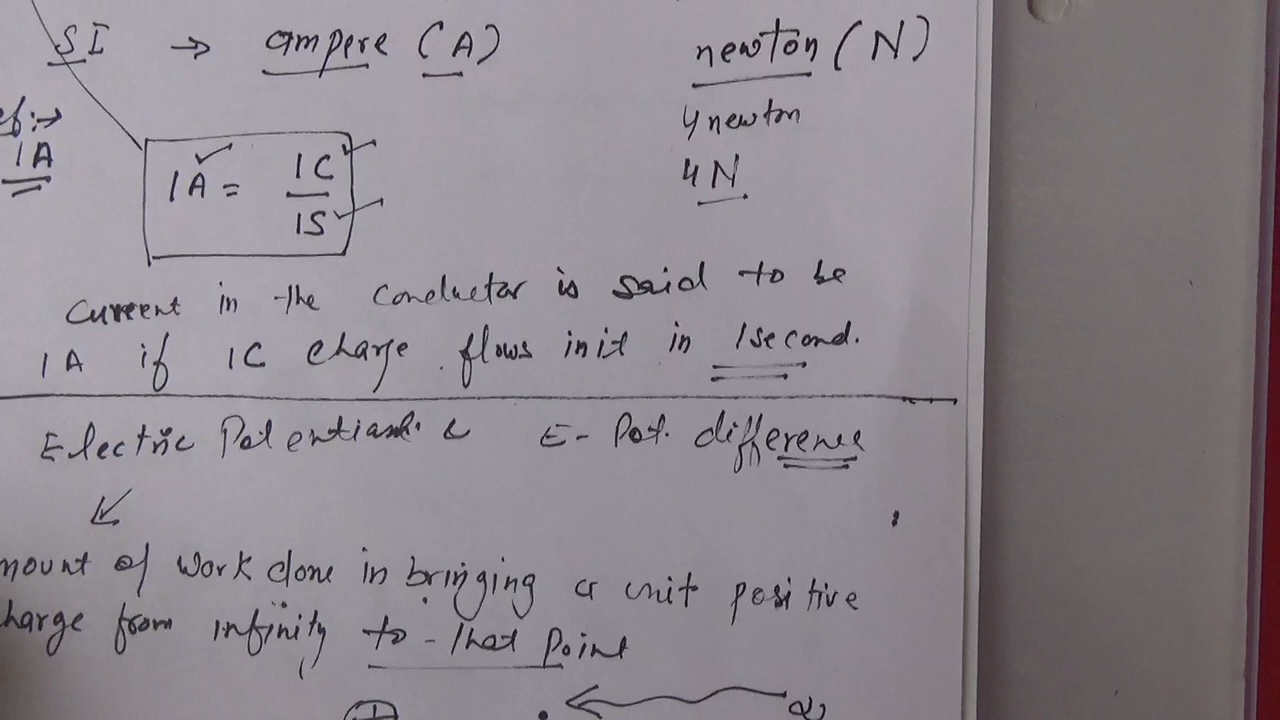 SI → ampere (A) newton (N)
4 newton
ef:→
1A
1A = 1C
1S
4 N
Current in the conductor is said to be
1A if 1C charge flows in it in 1 second.
Electric Potential & E-Pot. difference
mount of work done in bringing a unit positive
harge from infinity to that point
+
∞